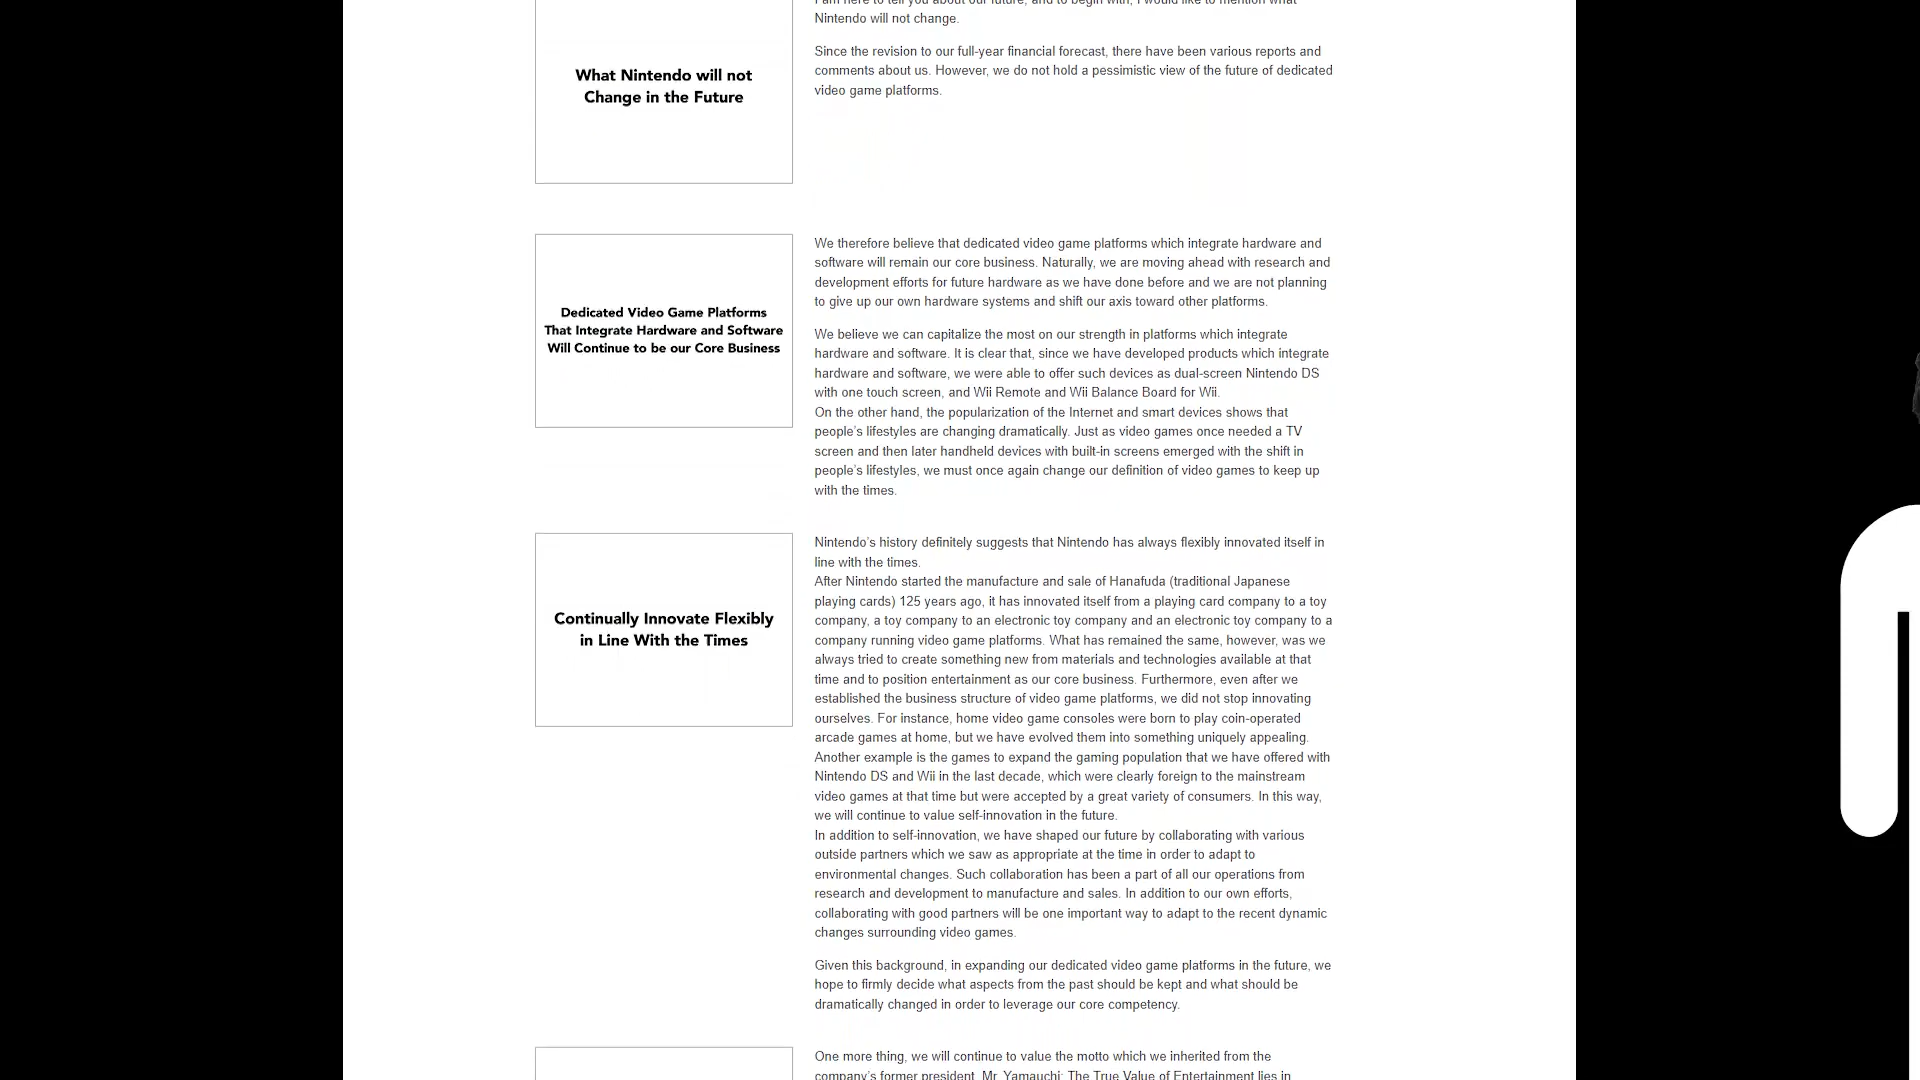 I am here to tell you about our future, and to begin with, I would like to mention what
Nintendo will not change.
Since the revision to our full-year financial forecast, there have been various reports and
comments about us. However, we do not hold a pessimistic view of the future of dedicated
video game platforms.
What Nintendo will not
Change in the Future
We therefore believe that dedicated video game platforms which integrate hardware and
software will remain our core business. Naturally, we are moving ahead with research and
development efforts for future hardware as we have done before and we are not planning
to give up our own hardware systems and shift our axis toward other platforms.
We believe we can capitalize the most on our strength in platforms which integrate
hardware and software. It is clear that, since we have developed products which integrate
hardware and software, we were able to offer such devices as dual-screen Nintendo DS
with one touch screen, and Wii Remote and Wii Balance Board for Wii.
On the other hand, the popularization of the Internet and smart devices shows that
people's lifestyles are changing dramatically. Just as video games once needed a TV
screen and then later handheld devices with built-in screens emerged with the shift in
people's lifestyles, we must once again change our definition of video games to keep up
with the times.
Dedicated Video Game Platforms
That Integrate Hardware and Software
Will Continue to be our Core Business
Nintendo's history definitely suggests that Nintendo has always flexibly innovated itself in
line with the times.
After Nintendo started the manufacture and sale of Hanafuda (traditional Japanese
playing cards) 125 years ago, it has innovated itself from a playing card company to a toy
company, a toy company to an electronic toy company and an electronic toy company to a
company running video game platforms. What has remained the same, however, was we
always tried to create something new from materials and technologies available at that
time and to position entertainment as our core business. Furthermore, even after we
established the business structure of video game platforms, we did not stop innovating
ourselves. For instance, home video game consoles were born to play coin-operated
arcade games at home, but we have evolved them into something uniquely appealing.
Another example is the games to expand the gaming population that we have offered with
Nintendo DS and Wii in the last decade, which were clearly foreign to the mainstream
video games at that time but were accepted by a great variety of consumers. In this way,
we will continue to value self-innovation in the future.
In addition to self-innovation, we have shaped our future by collaborating with various
outside partners which we saw as appropriate at the time in order to adapt to
environmental changes. Such collaboration has been a part of all our operations from
research and development to manufacture and sales. In addition to our own efforts,
collaborating with good partners will be one important way to adapt to the recent dynamic
changes surrounding video games.
Given this background, in expanding our dedicated video game platforms in the future, we
hope to firmly decide what aspects from the past should be kept and what should be
dramatically changed in order to leverage our core competency.
Continually Innovate Flexibly
in Line With the Times
One more thing, we will continue to value the motto which we inherited from the
company's former president, Mr. Yamauchi: The True Value of Entertainment lies in